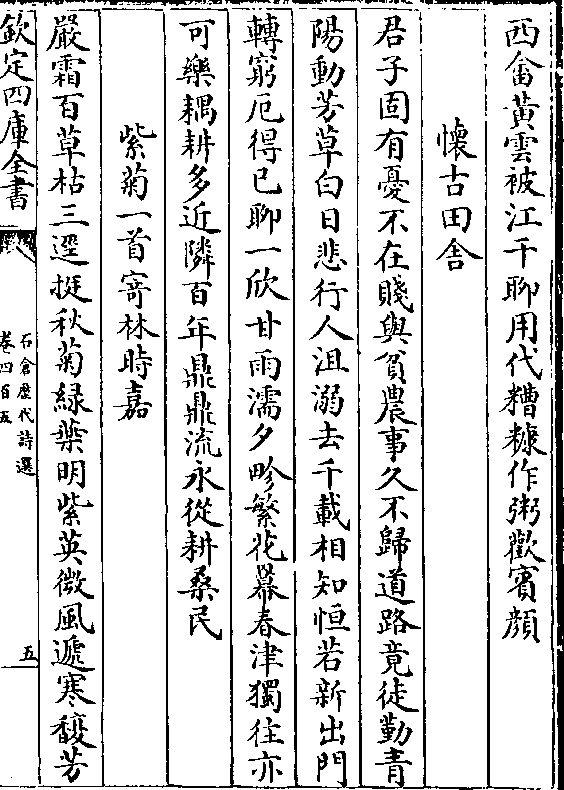 西畬黃雲被江干聊用代糟糠作粥歡賓顔
懷古田舎
君子固有憂不在賤與貧農事久不歸道路竟徒勤青
陽動芳草白日悲行人沮溺去千載相知恒若新出門
轉窮厄得已聊一欣甘雨濡夕畛繁花幕春津獨往亦
可樂耦耕多近隣百年鼎鼎流永從耕桑民
紫菊一首寄林時嘉
嚴霜百草枯三逕挺秋菊緑葉明紫英微風遞寒馥芳
欽定四庫全書
石倉歷代詩選
卷四百五
五